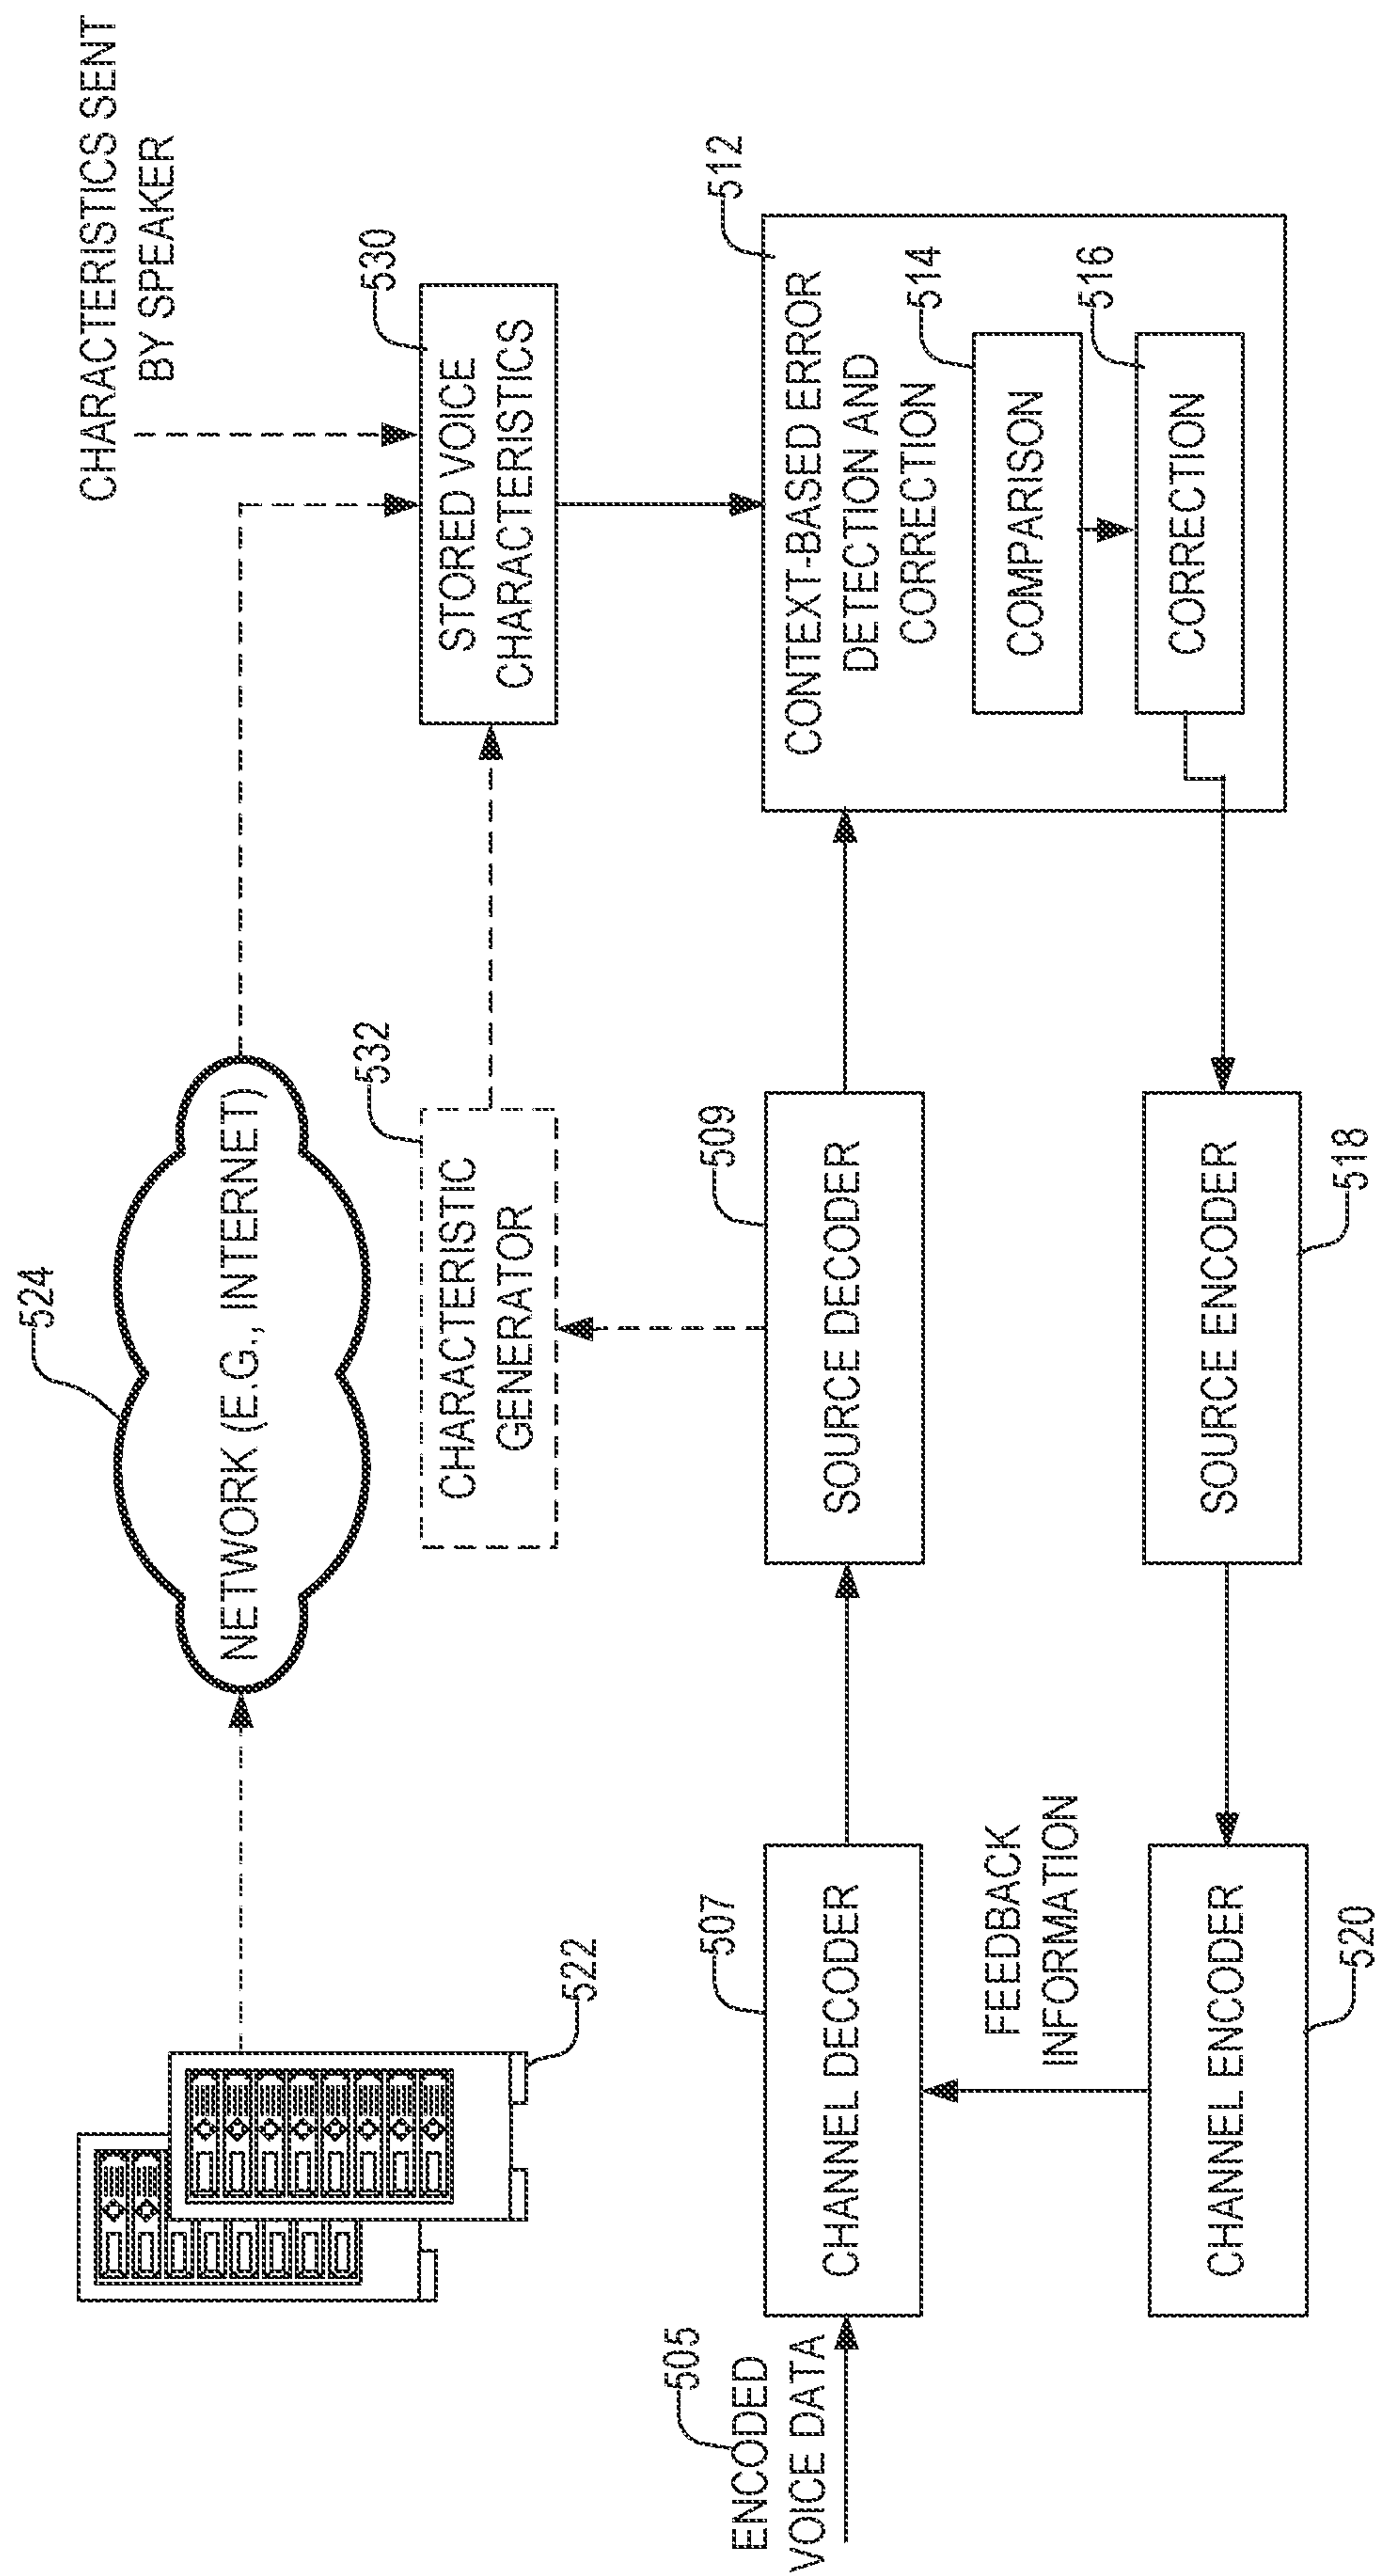 CHARACTERISTICS SENT
BY SPEAKER
524
NETWORK (E.G., INTERNET)
522
532
CHARACTERISTIC
GENERATOR
530
STORED VOICE
CHARACTERISTICS
505
ENCODED
VOICE DATA
507
CHANNEL DECODER
509
SOURCE DECODER
512
CONTEXT-BASED ERROR
DETECTION AND
CORRECTION
514
COMPARISON
516
CORRECTION
FEEDBACK
INFORMATION
CHANNEL ENCODER
520
SOURCE ENCODER
518